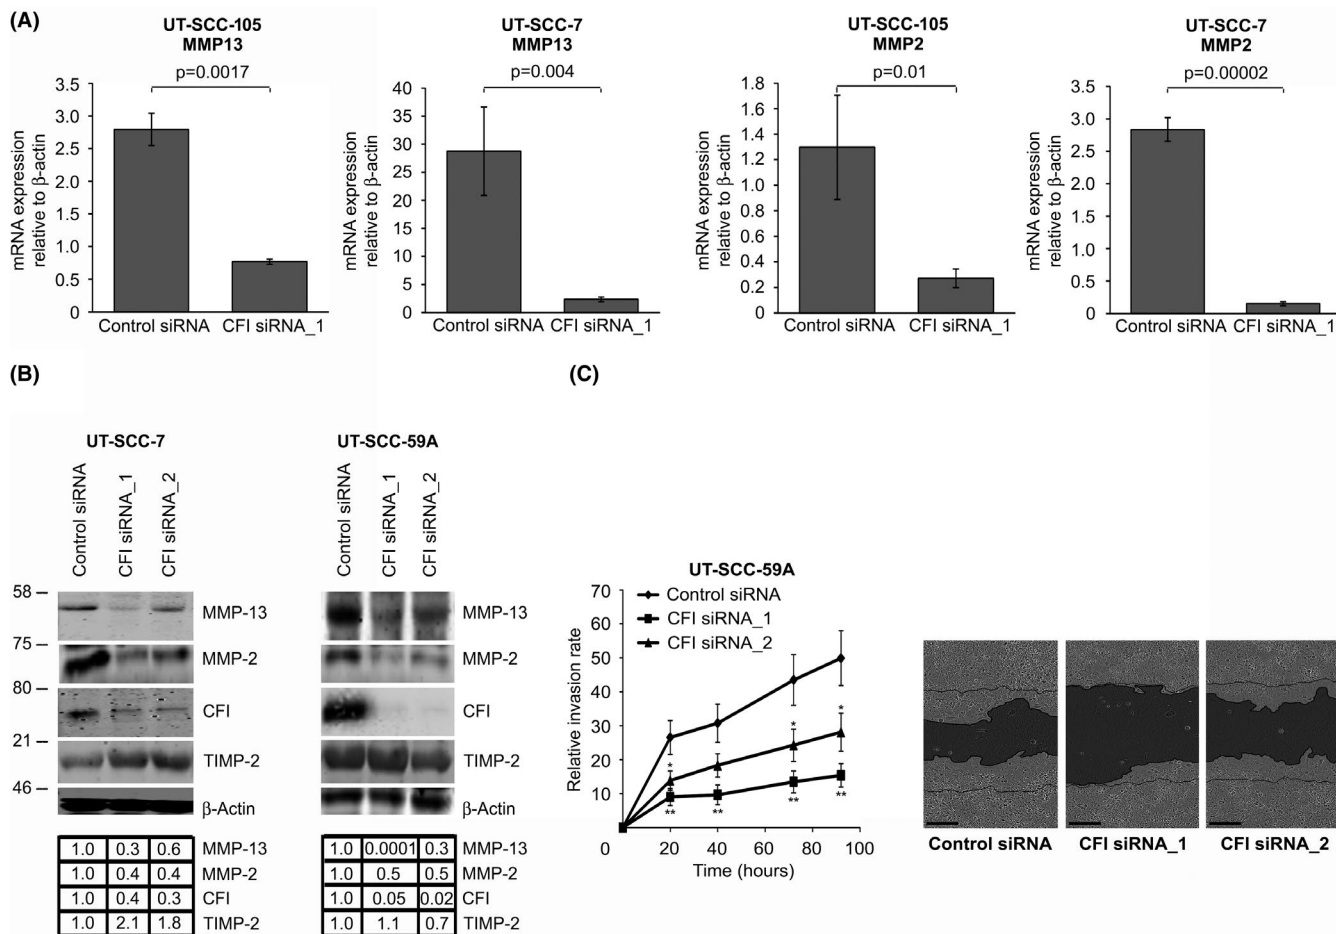 (A)
UT-SCC-105
MMP13
p=0.0017
mRNA expression
relative to β-actin
3.5
3.0
2.5
2.0
1.5
1.0
0.5
0
Control siRNA CFI siRNA_1
UT-SCC-7
MMP13
p=0.004
mRNA expression
relative to β-actin
40
35
30
25
20
15
10
5
0
Control siRNA CFI siRNA_1
UT-SCC-105
MMP2
p=0.01
mRNA expression
relative to β-actin
1.8
1.6
1.4
1.2
1.0
0.8
0.6
0.4
0.2
0
Control siRNA CFI siRNA_1
UT-SCC-7
MMP2
p=0.00002
mRNA expression
relative to β-actin
3.5
3.0
2.5
2.0
1.5
1.0
0.5
0
Control siRNA CFI siRNA_1
(B)
UT-SCC-7
Control siRNA
CFI siRNA_1
CFI siRNA_2
58
75
80
21
46
MMP-13
MMP-2
CFI
TIMP-2
β-Actin
1.0 0.3 0.6 MMP-13
1.0 0.4 0.4 MMP-2
1.0 0.4 0.3 CFI
1.0 2.1 1.8 TIMP-2
UT-SCC-59A
Control siRNA
CFI siRNA_1
CFI siRNA_2
MMP-13
MMP-2
CFI
TIMP-2
β-Actin
1.0 0.0001 0.3 MMP-13
1.0 0.5 0.5 MMP-2
1.0 0.05 0.02 CFI
1.0 1.1 0.7 TIMP-2
(C)
UT-SCC-59A
Control siRNA
CFI siRNA_1
CFI siRNA_2
Relative invasion rate
70
60
50
40
30
20
10
0 20 40 60 80 100
Time (hours)
* * *
** ** ** **
Control siRNA CFI siRNA_1 CFI siRNA_2